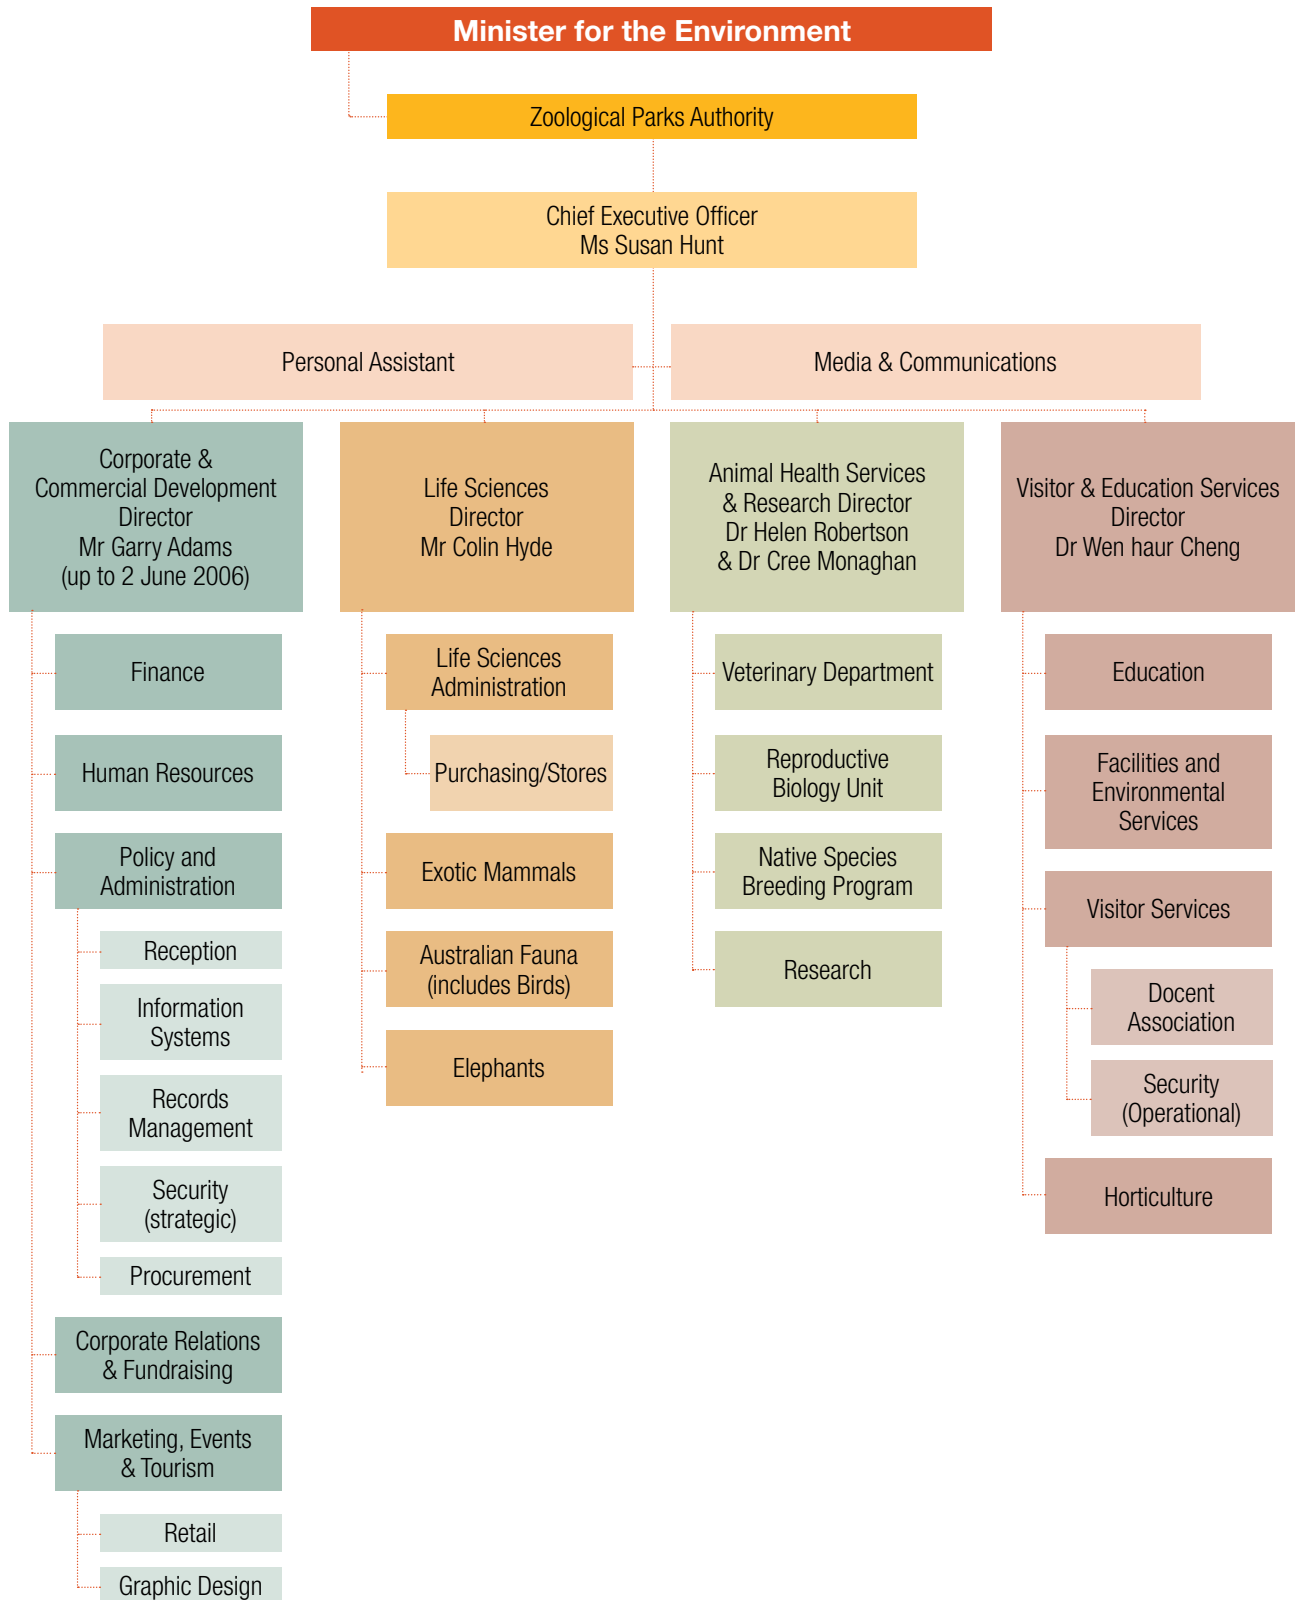 Minister for the Environment
Zoological Parks Authority
Chief Executive Officer
Ms Susan Hunt
Personal Assistant
Media & Communications
Corporate &
Commercial Development
Director
Mr Garry Adams
(up to 2 June 2006)
Finance
Human Resources
Policy and
Administration
Reception
Information
Systems
Records
Management
Security
(strategic)
Procurement
Corporate Relations
& Fundraising
Marketing, Events
& Tourism
Retail
Graphic Design
Life Sciences
Director
Mr Colin Hyde
Life Sciences
Administration
Purchasing/Stores
Exotic Mammals
Australian Fauna
(includes Birds)
Elephants
Animal Health Services
& Research Director
Dr Helen Robertson
& Dr Cree Monaghan
Veterinary Department
Reproductive
Biology Unit
Native Species
Breeding Program
Research
Visitor & Education Services
Director
Dr Wen haur Cheng
Education
Facilities and
Environmental
Services
Visitor Services
Docent
Association
Security
(Operational)
Horticulture